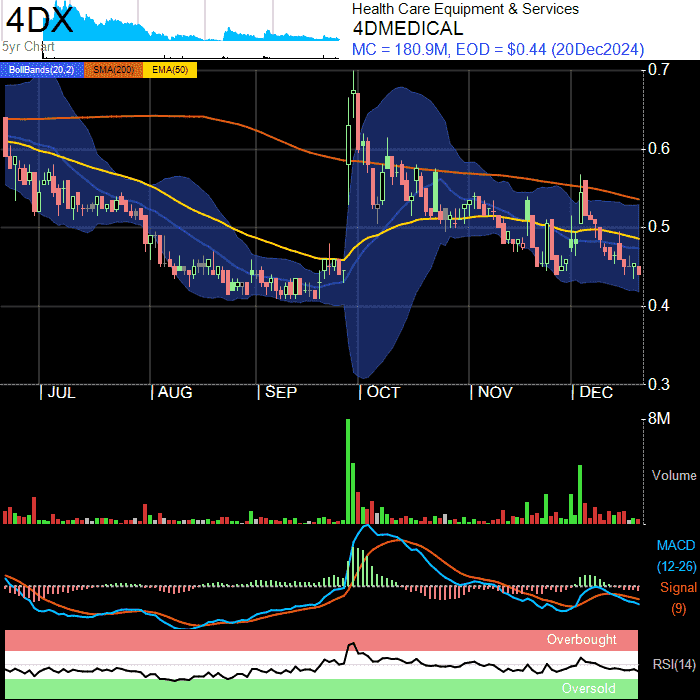 4DX
5yr Chart
Health Care Equipment & Services
4DMEDICAL
MC = 180.9M, EOD = $0.44 (20Dec2024)
BollBands(20,2) SMA(200) EMA(50)
0.7
0.6
0.5
0.4
0.3
JUL AUG SEP OCT NOV DEC
8M
Volume
MACD
(12-26)
Signal
(9)
Overbought
RSI(14)
Oversold